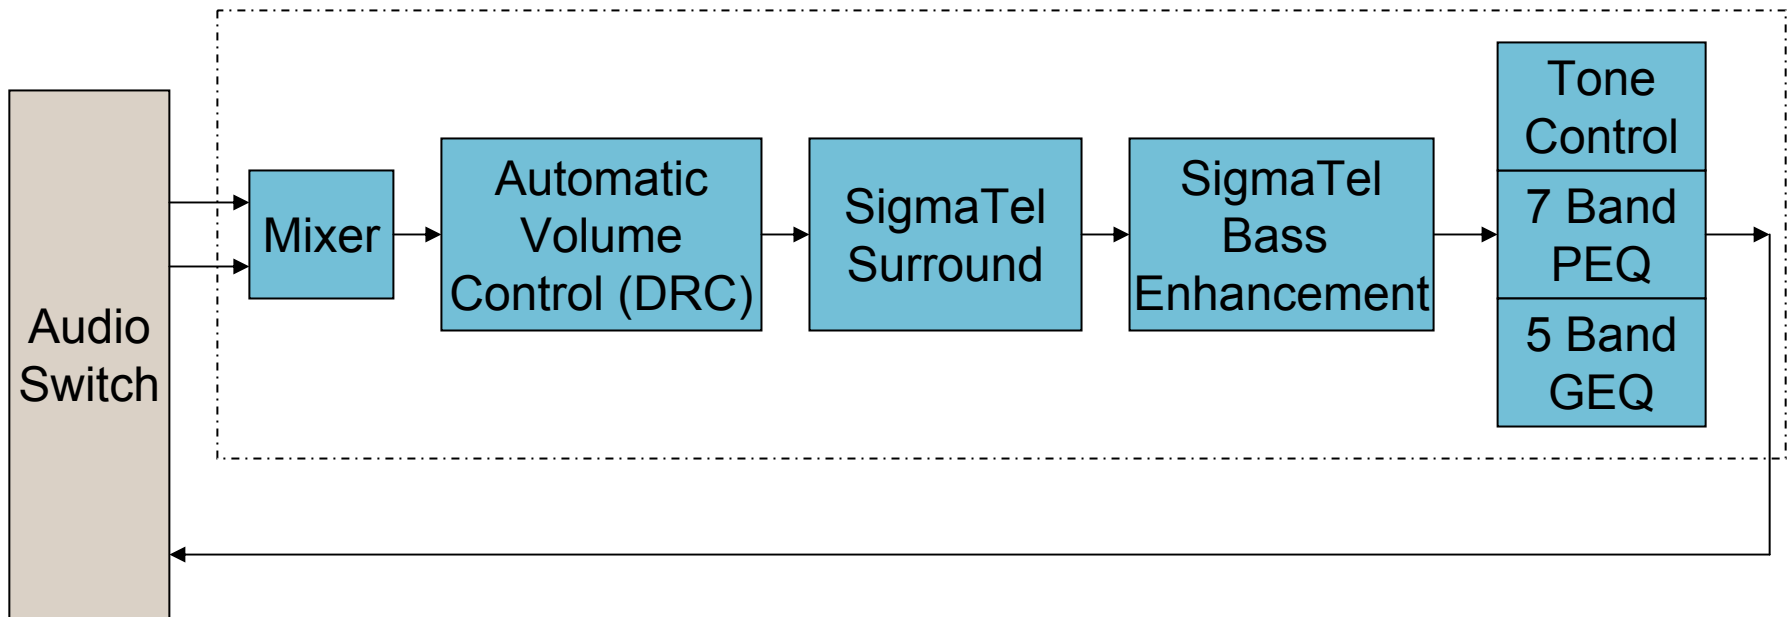 Audio
Switch
Mixer
Automatic
Volume
Control (DRC)
SigmaTel
Surround
SigmaTel
Bass
Enhancement
Tone
Control
7 Band
PEQ
5 Band
GEQ